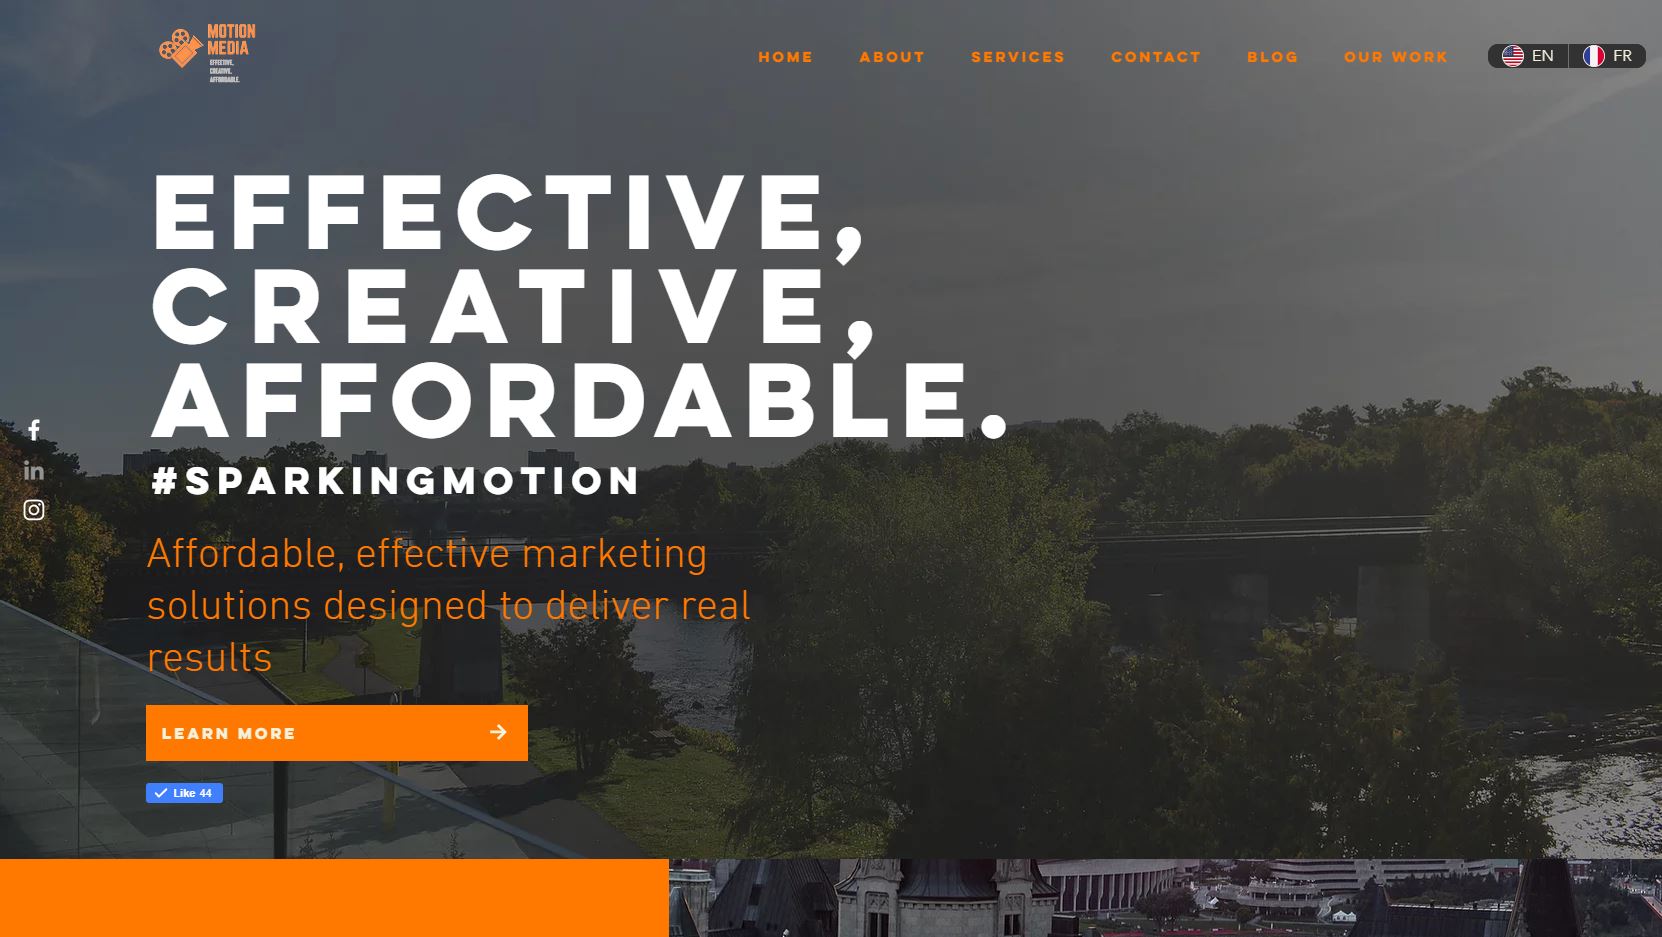 MOTION
MEDIA
EFFECTIVE.
CREATIVE.
AFFORDABLE.
HOME
ABOUT
SERVICES
CONTACT
BLOG
OUR WORK
EN
FR
EFFECTIVE,
CREATIVE,
AFFORDABLE.
#SPARKINGMOTION
Affordable, effective marketing
solutions designed to deliver real
results
LEARN MORE
Like 44